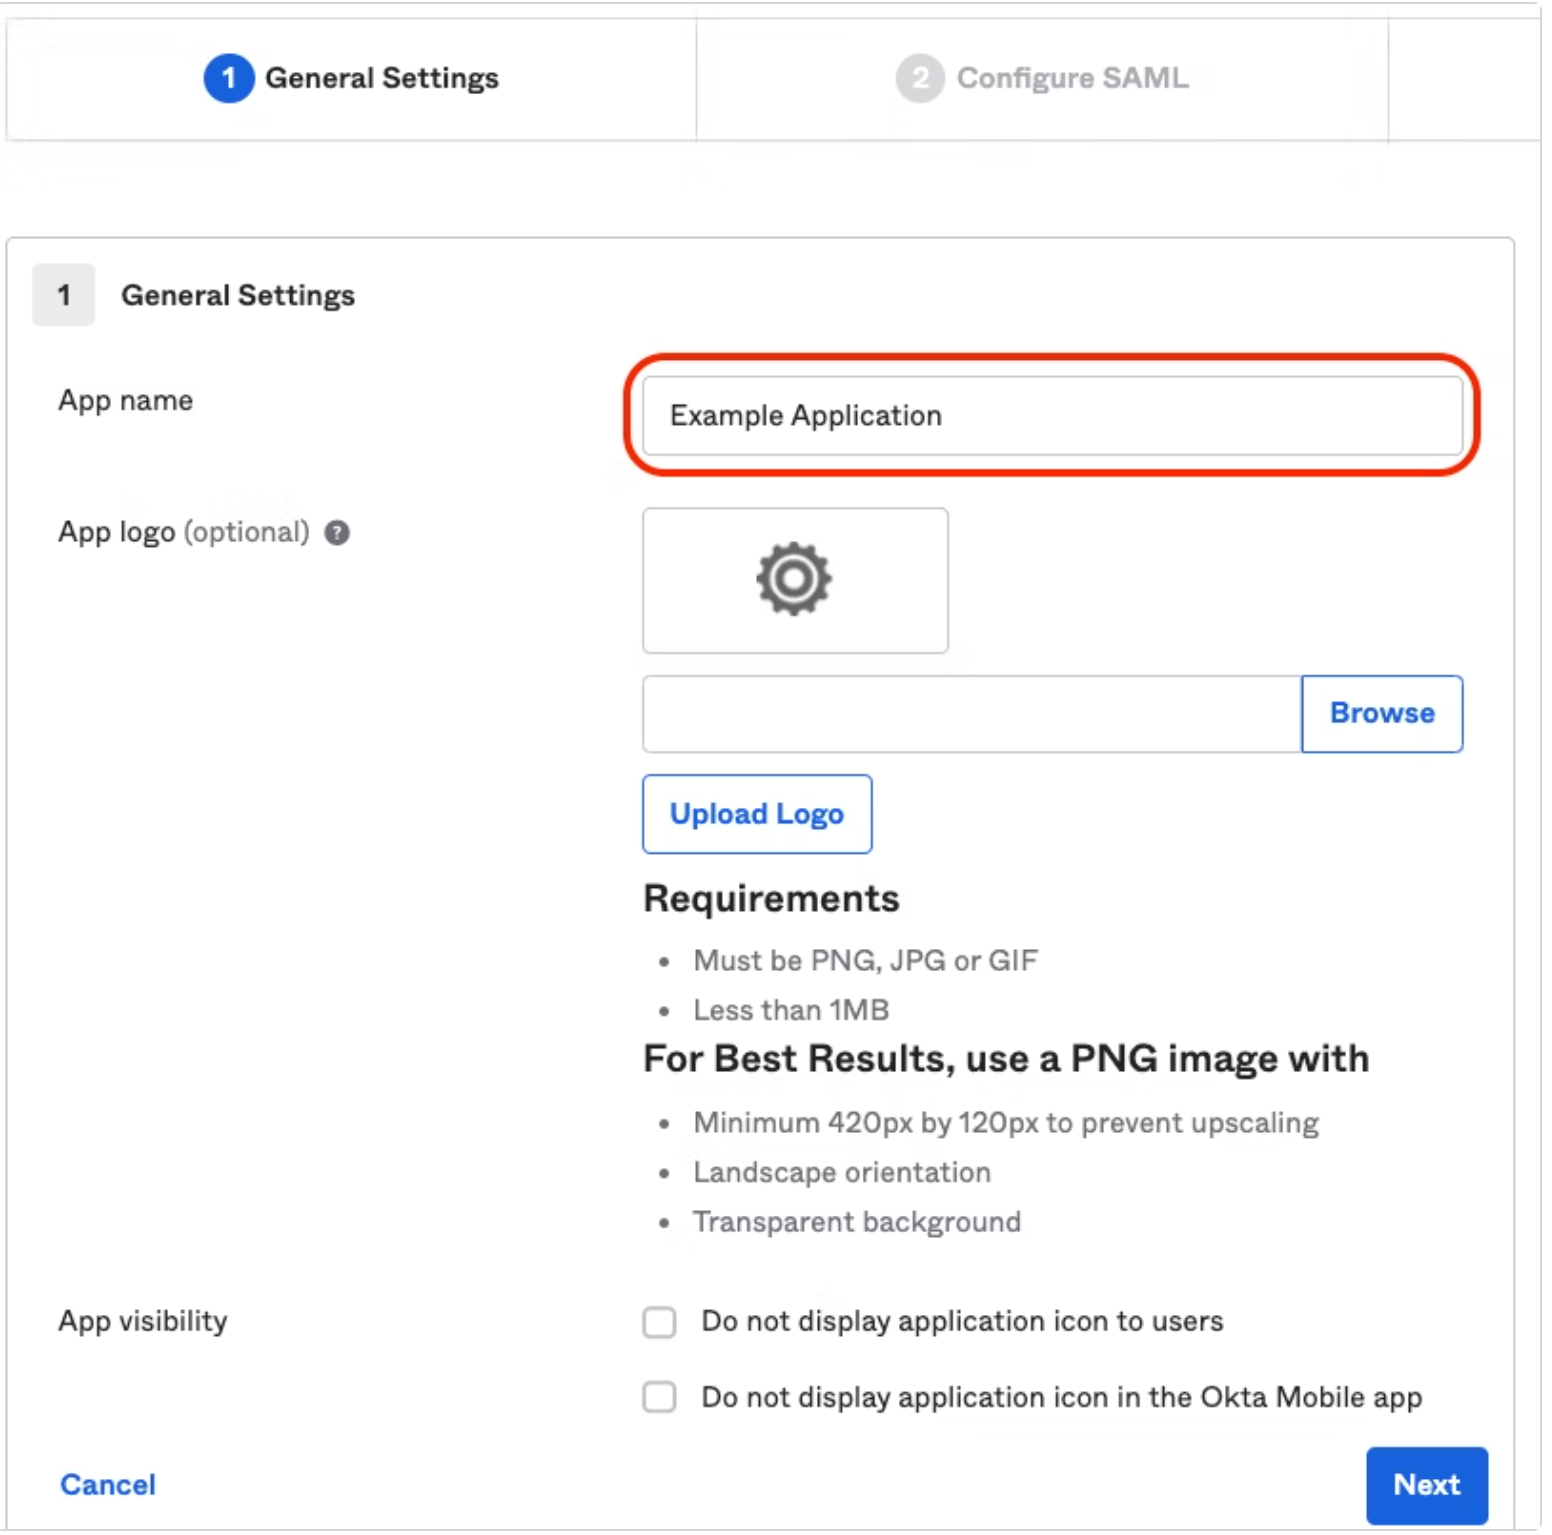 1 General Settings
2 Configure SAML
1 General Settings
App name
Example Application
App logo (optional) ?
Browse
Upload Logo
Requirements
• Must be PNG, JPG or GIF
• Less than 1MB
For Best Results, use a PNG image with
• Minimum 420px by 120px to prevent upscaling
• Landscape orientation
• Transparent background
App visibility
Do not display application icon to users
Do not display application icon in the Okta Mobile app
Cancel
Next